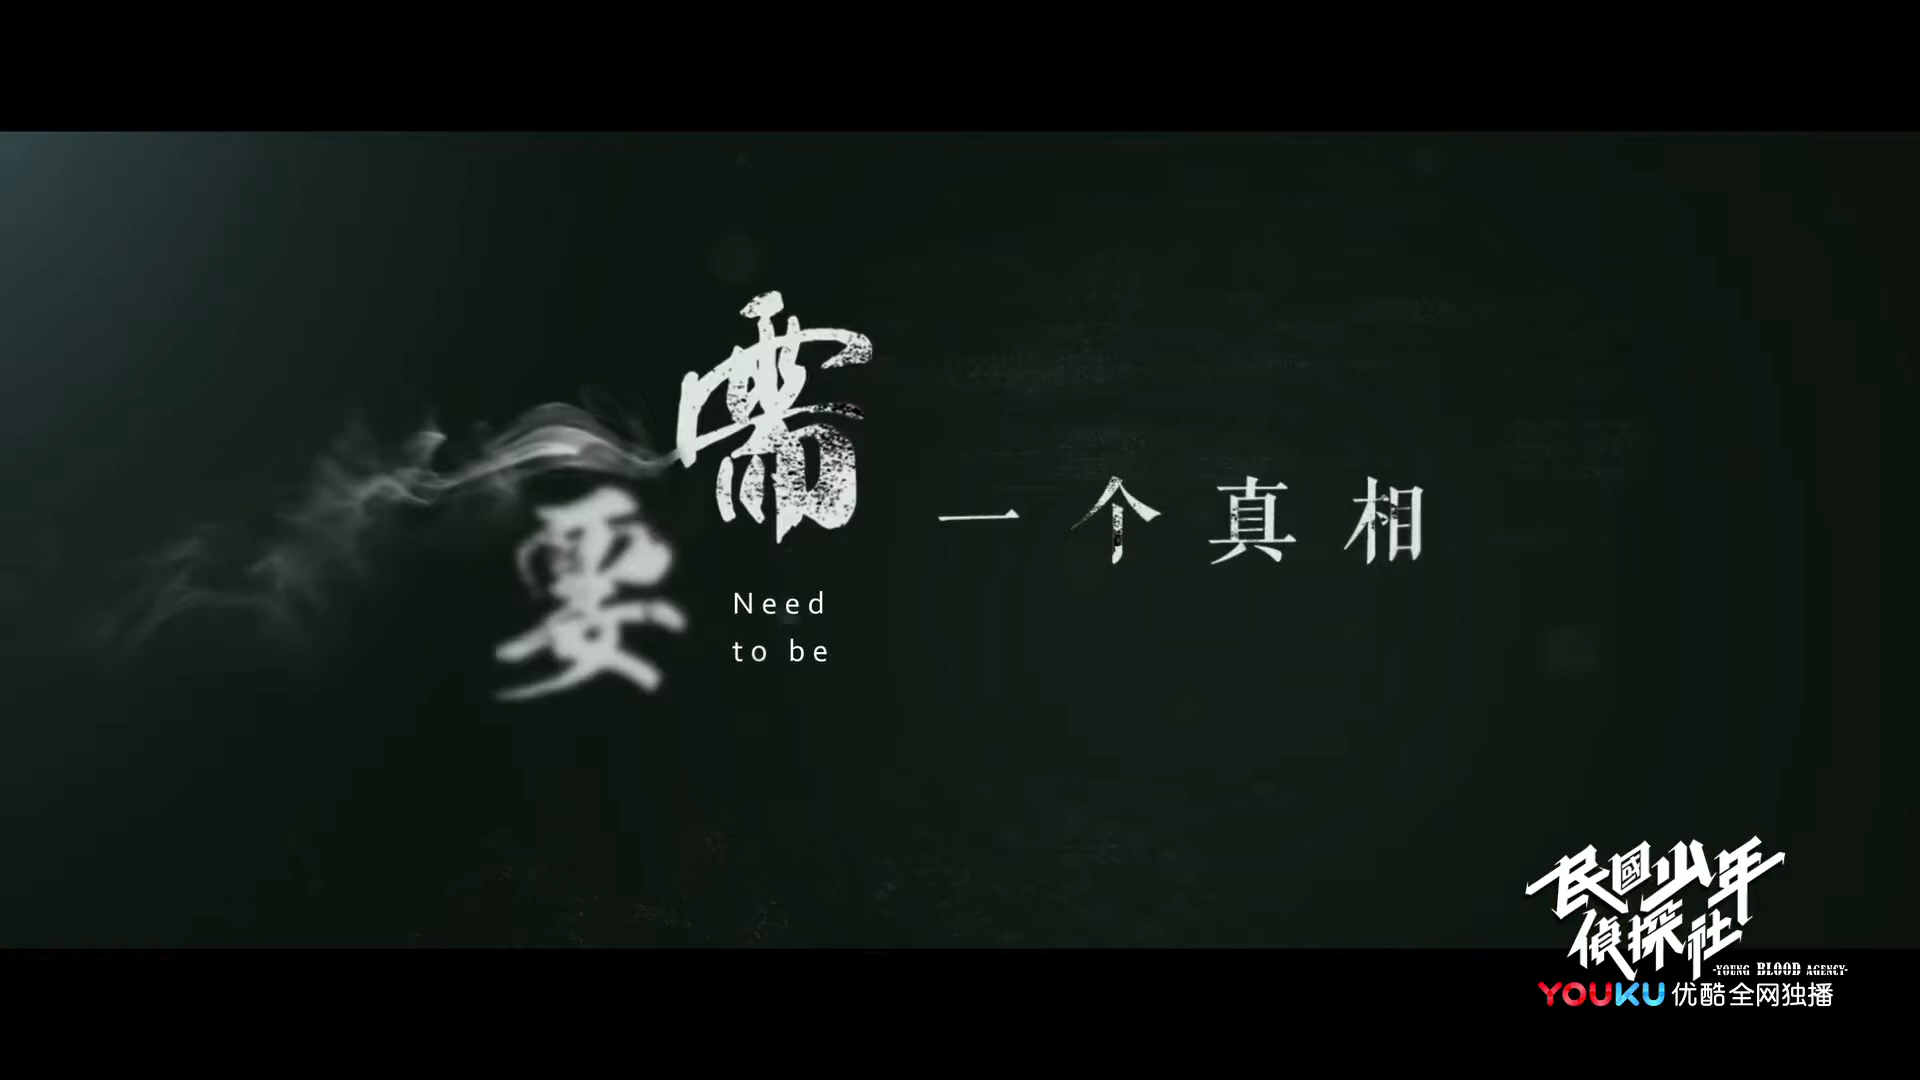 需要一个真相
Need
to be
民國少年
偵探社
-YOUNG BLOOD AGENCY-
YOUKU 优酷全网独播